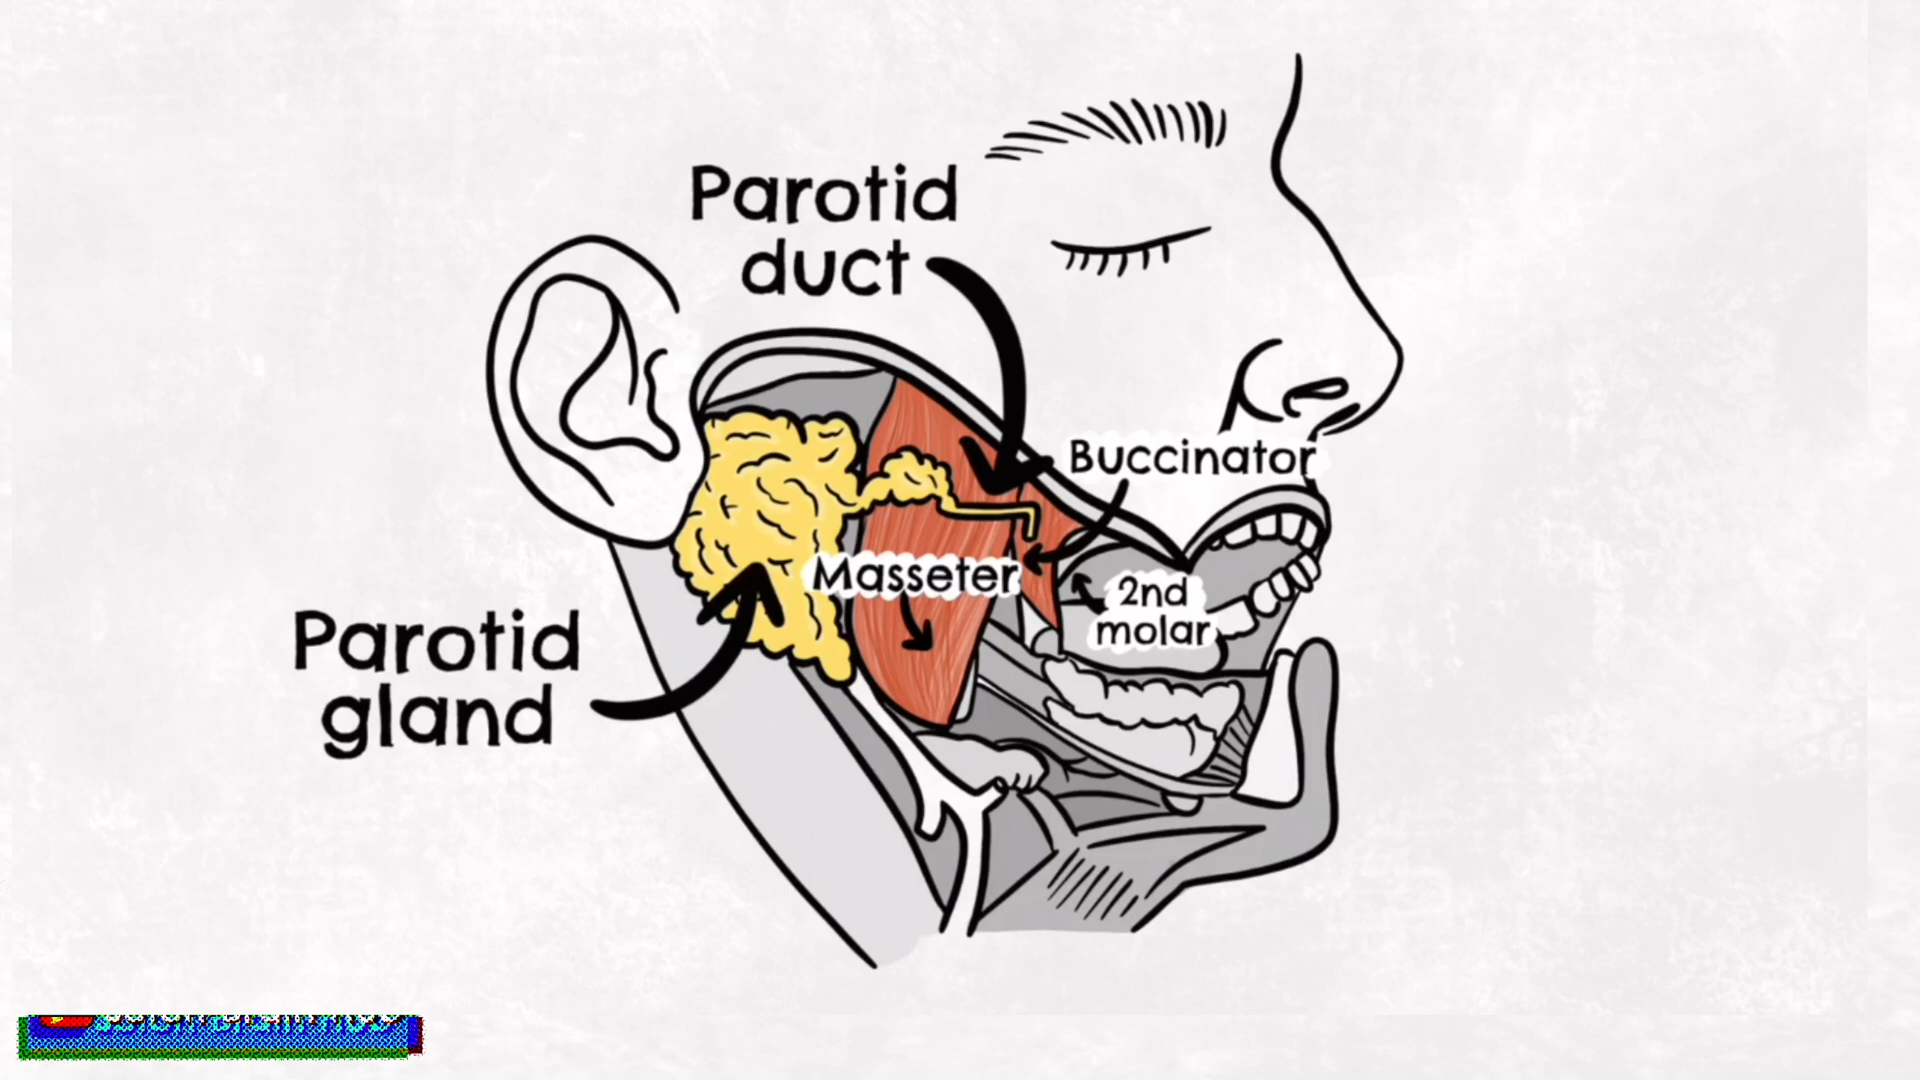 Parotid
duct
Buccinator
Masseter
2nd
molar
Parotid
gland